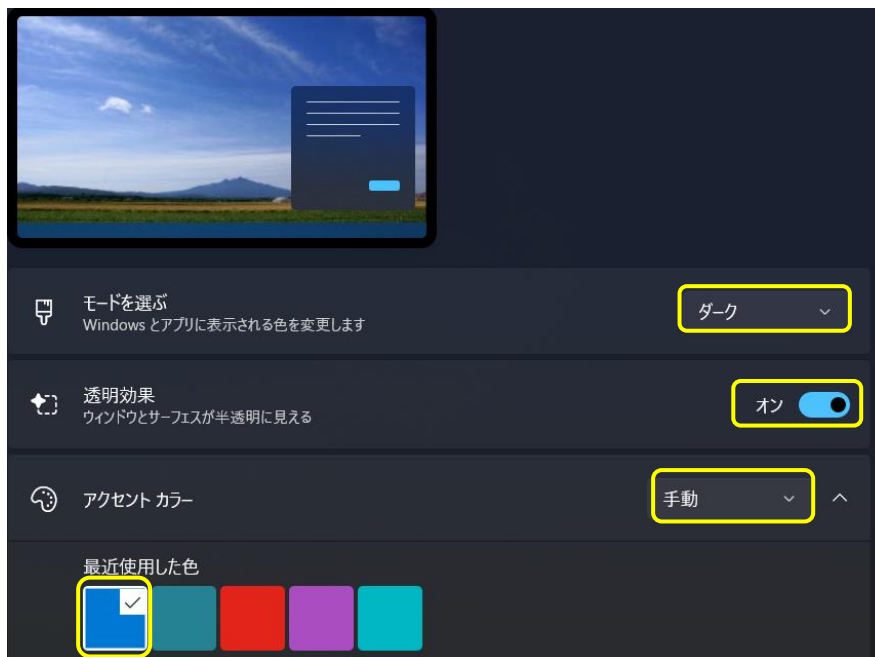 モードを選ぶ
Windows とアプリに表示される色を変更します
ダーク
透明効果
ウィンドウとサーフェスが半透明に見える
オン
アクセント カラー
手動
最近使用した色